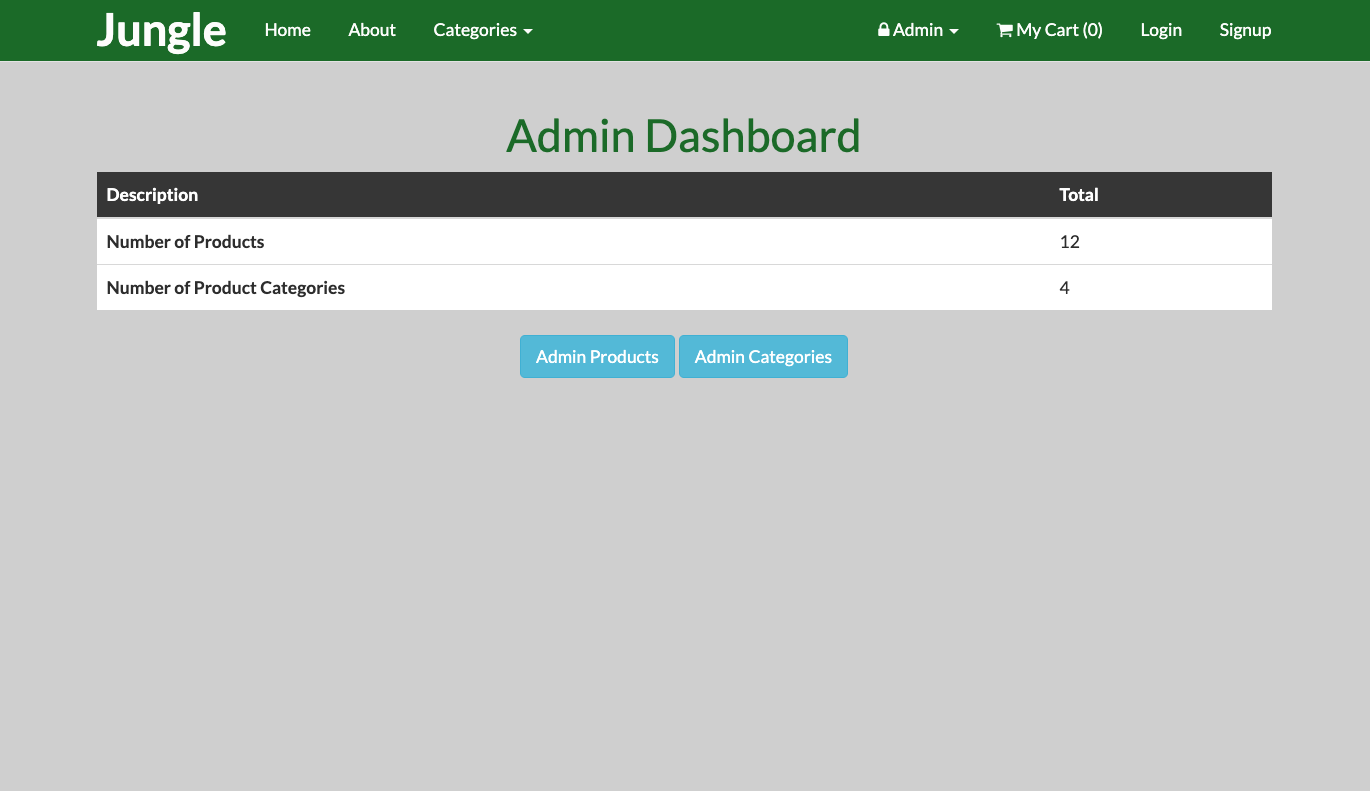 Jungle Home About Categories Admin My Cart (0) Login Signup
Admin Dashboard
Description Total
Number of Products 12
Number of Product Categories 4
Admin Products Admin Categories